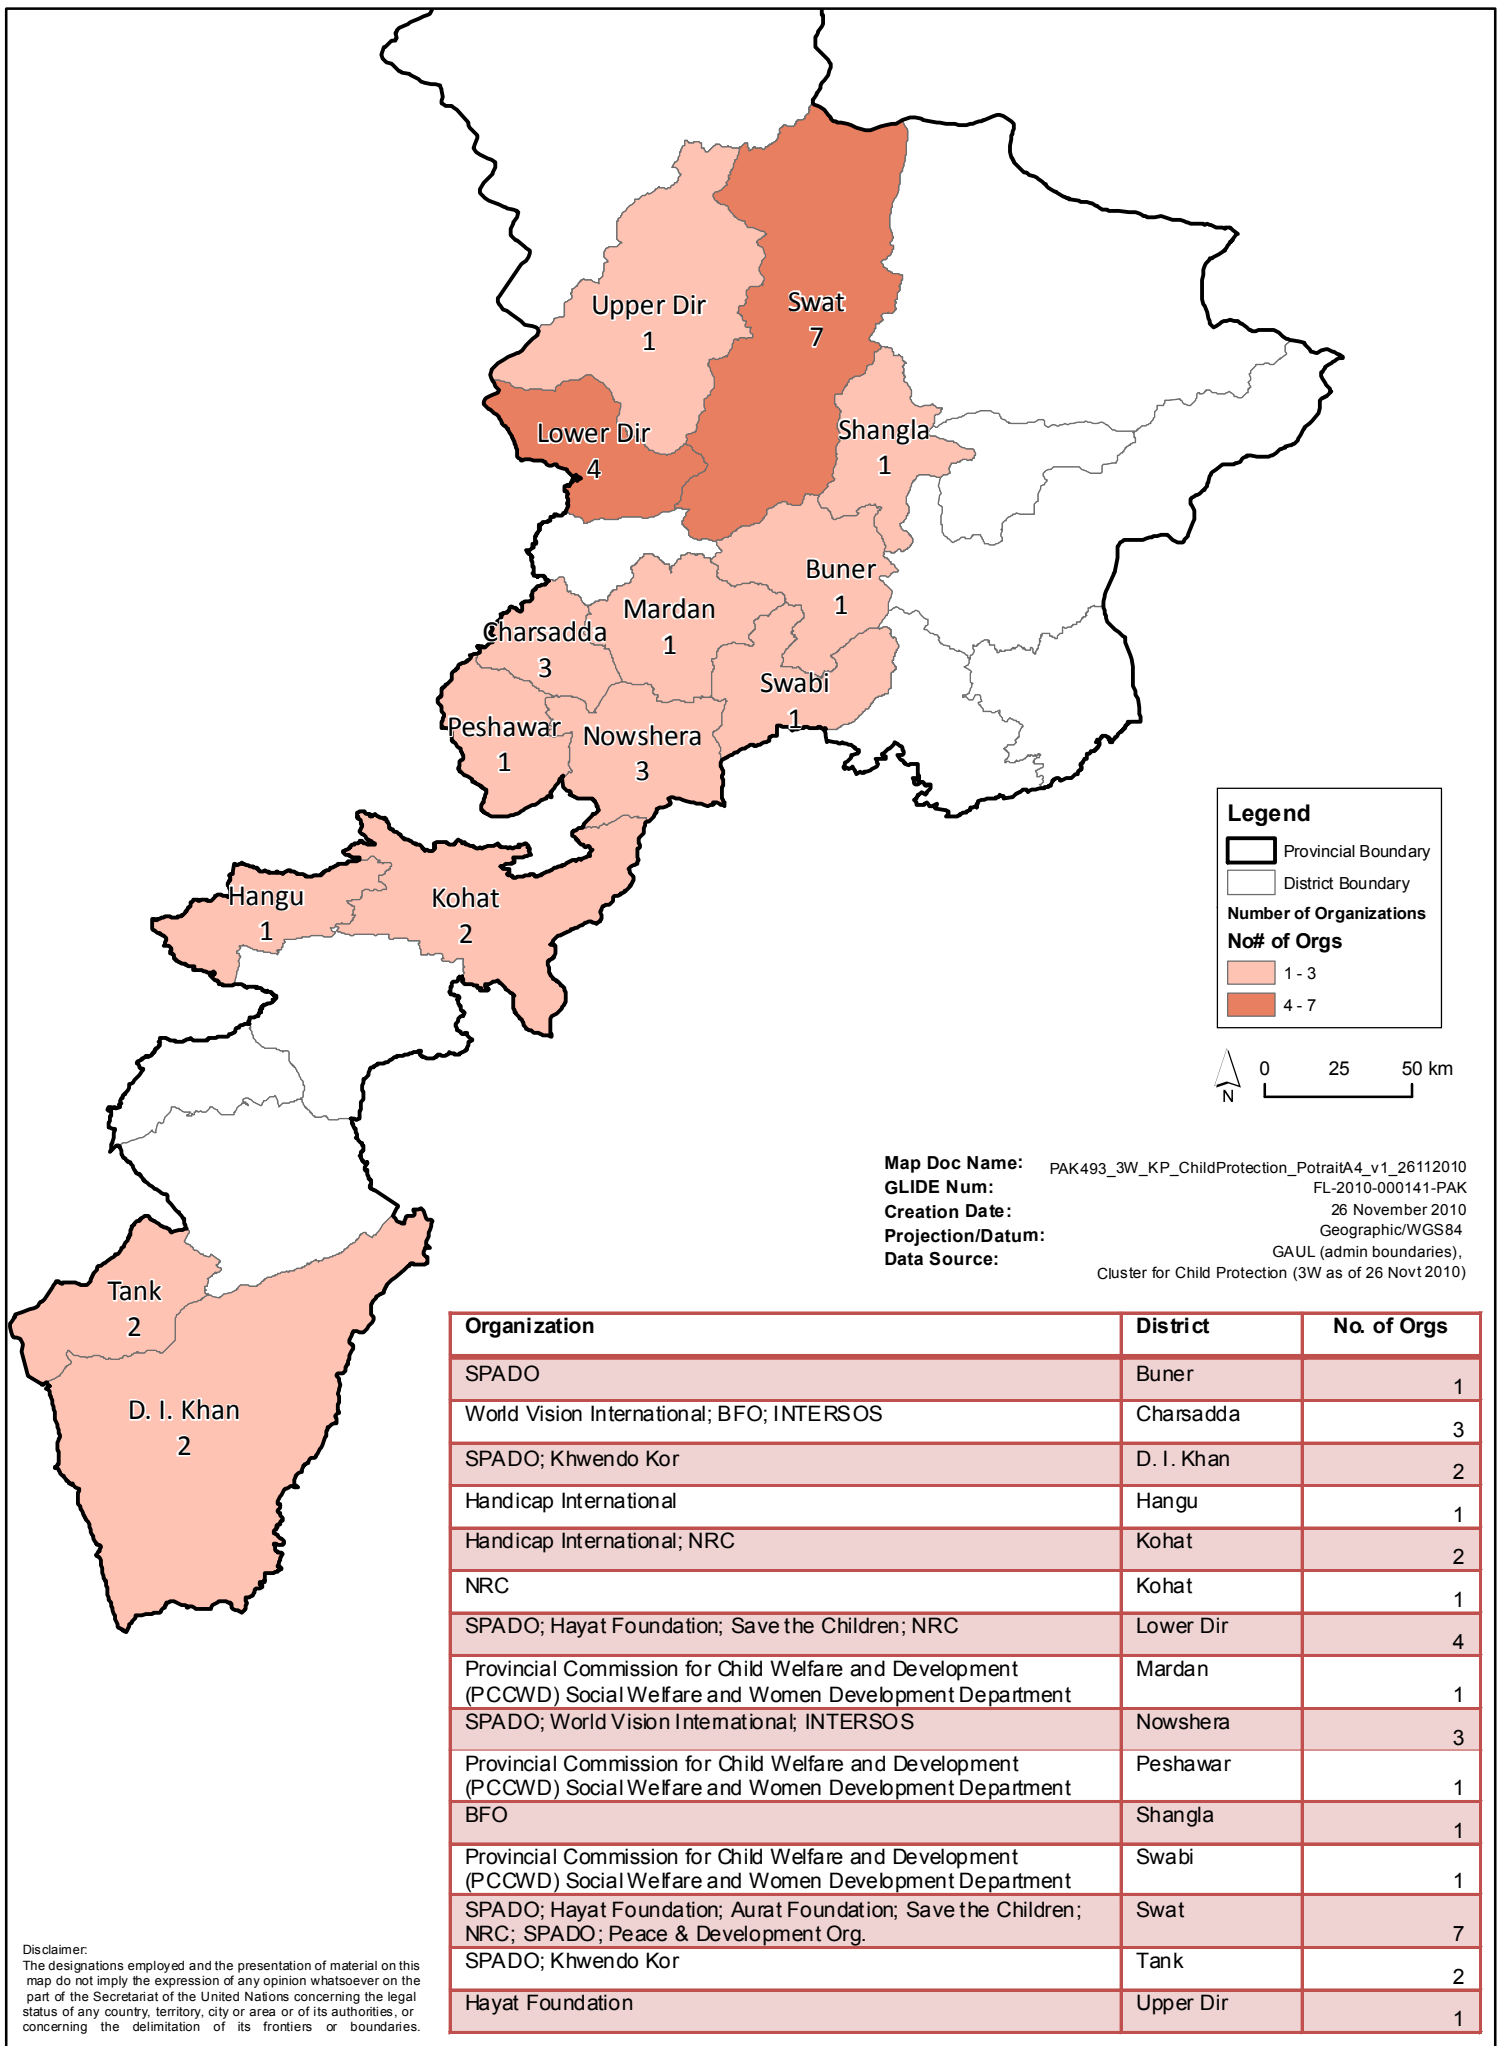 Upper Dir
1
Swat
7
Lower Dir
4
Shangla
1
Buner
1
Mardan
1
Charsadda
3
Swabi
1
Peshawar
1
Nowshera
3
Hangu
1
Kohat
2
Tank
2
D. I. Khan
2
Legend
Provincial Boundary
District Boundary
Number of Organizations
No# of Orgs
1 - 3
4 - 7
N
0 25 50 km
Map Doc Name: PAK493_3W_KP_ChildProtection_PotraitA4_v1_26112010
GLIDE Num: FL-2010-000141-PAK
Creation Date: 26 November 2010
Projection/Datum: Geographic/WGS84
Data Source: GAUL (admin boundaries),
Cluster for Child Protection (3W as of 26 Novt 2010)
Organization District No. of Orgs
SPADO Buner 1
World Vision International; BFO; INTERSOS Charsadda 3
SPADO; Khwendo Kor D. I. Khan 2
Handicap International Hangu 1
Handicap International; NRC Kohat 2
NRC Kohat 1
SPADO; Hayat Foundation; Save the Children; NRC Lower Dir 4
Provincial Commission for Child Welfare and Development Mardan
(PCCWD) Social Welfare and Women Development Department 1
SPADO; World Vision International; INTERSOS Nowshera 3
Provincial Commission for Child Welfare and Development Peshawar
(PCCWD) Social Welfare and Women Development Department 1
BFO Shangla 1
Provincial Commission for Child Welfare and Development Swabi
(PCCWD) Social Welfare and Women Development Department 1
SPADO; Hayat Foundation; Aurat Foundation; Save the Children; Swat
NRC; SPADO; Peace & Development Org. 7
SPADO; Khwendo Kor Tank 2
Hayat Foundation Upper Dir 1
Disclaimer:
The designations employed and the presentation of material on this
map do not imply the expression of any opinion whatsoever on the
part of the Secretariat of the United Nations concerning the legal
status of any country, territory, city or area or of its authorities, or
concerning the delimitation of its frontiers or boundaries.